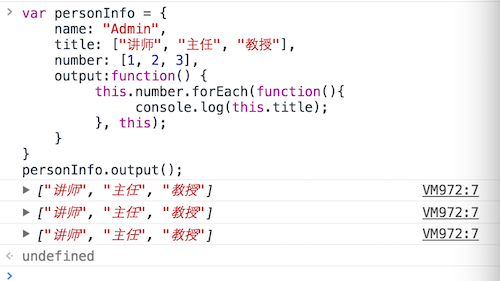 > var personInfo = {
name: "Admin",
title: ["讲师", "主任", "教授"],
number: [1, 2, 3],
output:function() {
this.number.forEach(function(){
console.log(this.title);
}, this);
}
}
personInfo.output();
▶ ["讲师", "主任", "教授"] VM972:7
▶ ["讲师", "主任", "教授"] VM972:7
▶ ["讲师", "主任", "教授"] VM972:7
undefined